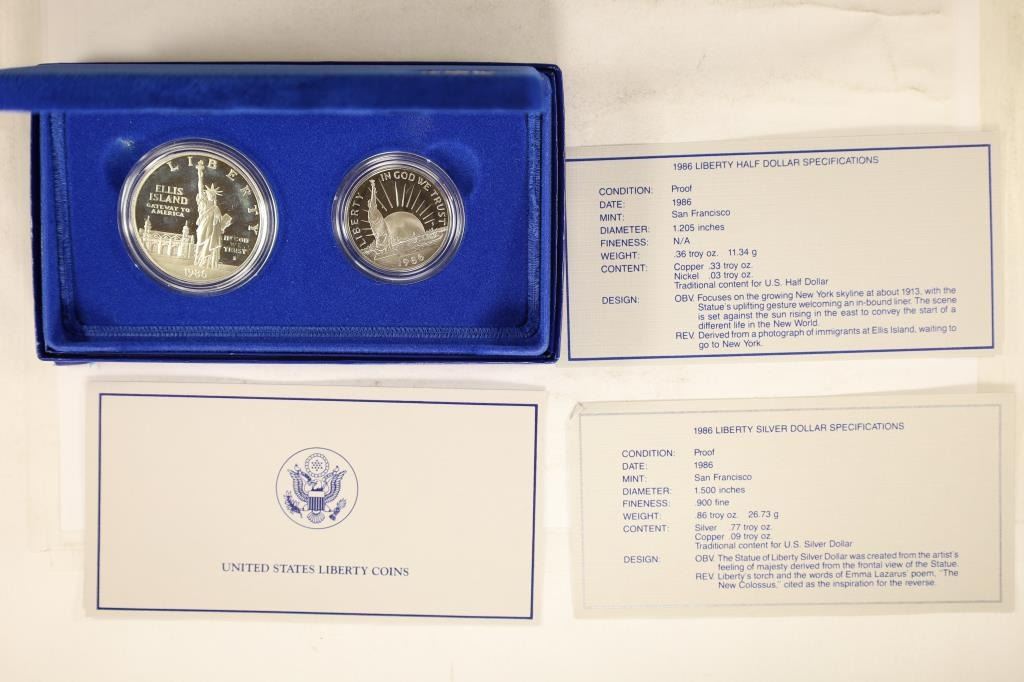 LIBERTY
ELLIS
ISLAND
GATEWAY TO
AMERICA
IN GOD
WE
TRUST
S
1986
LIBERTY
IN GOD WE TRUST
1986
1986 LIBERTY HALF DOLLAR SPECIFICATIONS
CONDITION: Proof
DATE: 1986
MINT: San Francisco
DIAMETER: 1.205 inches
FINENESS: N/A
WEIGHT: .36 troy oz. 11.34 g
CONTENT: Copper .33 troy oz.
Nickel .03 troy oz.
Traditional content for U.S. Half Dollar
DESIGN: OBV. Focuses on the growing New York skyline at about 1913, with the
Statue's uplifting gesture welcoming an in-bound liner. The scene
is set against the sun rising in the east to convey the start of a
different life in the New World.
REV. Derived from a photograph of immigrants at Ellis Island, waiting to
go to New York.
UNITED STATES LIBERTY COINS
1986 LIBERTY SILVER DOLLAR SPECIFICATIONS
CONDITION: Proof
DATE: 1986
MINT: San Francisco
DIAMETER: 1.500 inches
FINENESS: .900 fine
WEIGHT: .86 troy oz. 26.73 g
CONTENT: Silver .77 troy oz.
Copper .09 troy oz.
Traditional content for U.S. Silver Dollar
DESIGN: OBV. The Statue of Liberty Silver Dollar was created from the artist's
feeling of majesty derived from the frontal view of the Statue.
REV. Liberty's torch and the words of Emma Lazarus' poem, "The
New Colossus," cited as the inspiration for the reverse.